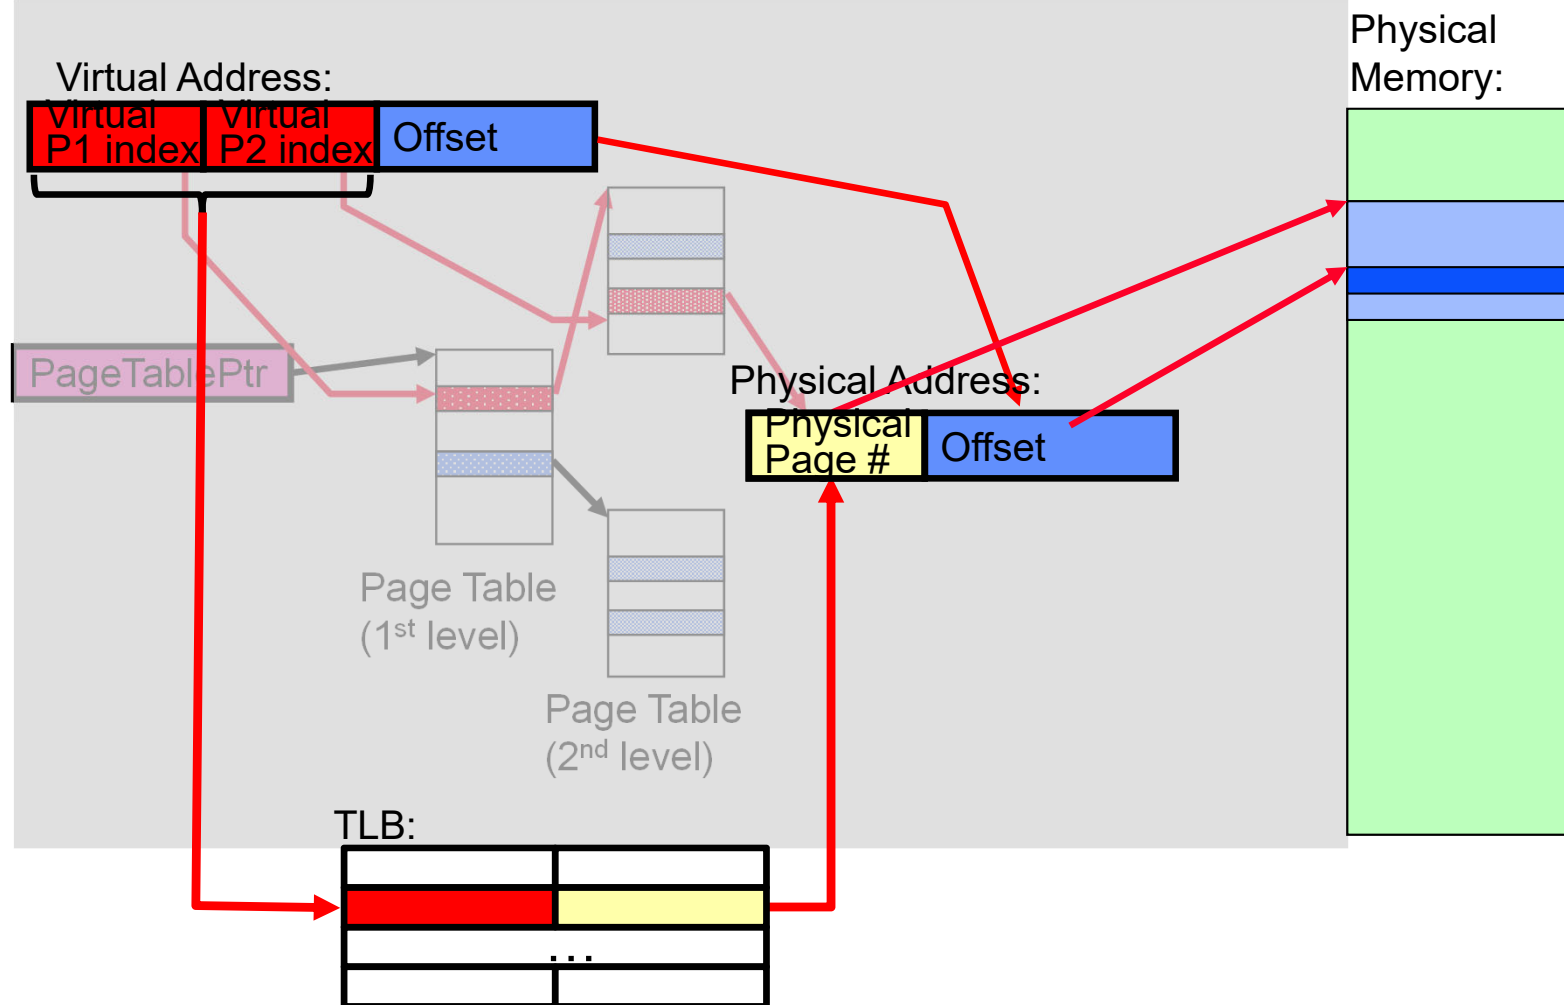 Physical
Memory:
Virtual Address:
Virtual
P1 index
Virtual
P2 index
Offset
PageTablePtr
Physical Address:
Physical
Page #
Offset
Page Table
(1st level)
Page Table
(2nd level)
TLB:
...